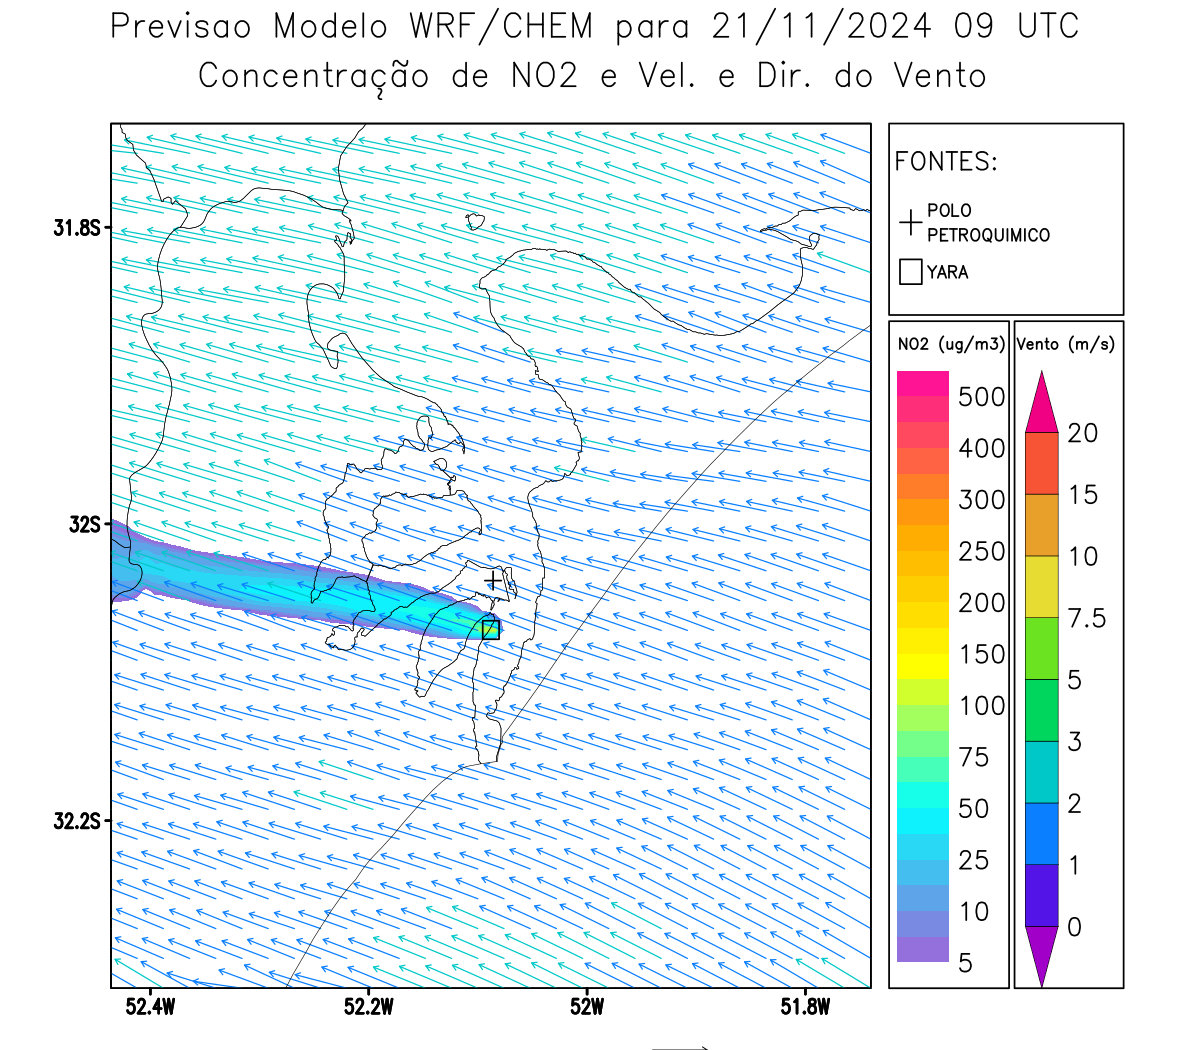 Previsao Modelo WRF/CHEM para 21/11/2024 09 UTC
Concentração de NO2 e Vel. e Dir. do Vento
FONTES:
POLO
PETROQUIMICO
YARA
NO2 (ug/m3)
500
400
300
250
200
150
100
75
50
25
10
5
Vento (m/s)
20
15
10
7.5
5
3
2
1
0
31.8S
32S
32.2S
52.4W 52.2W 52W 51.8W